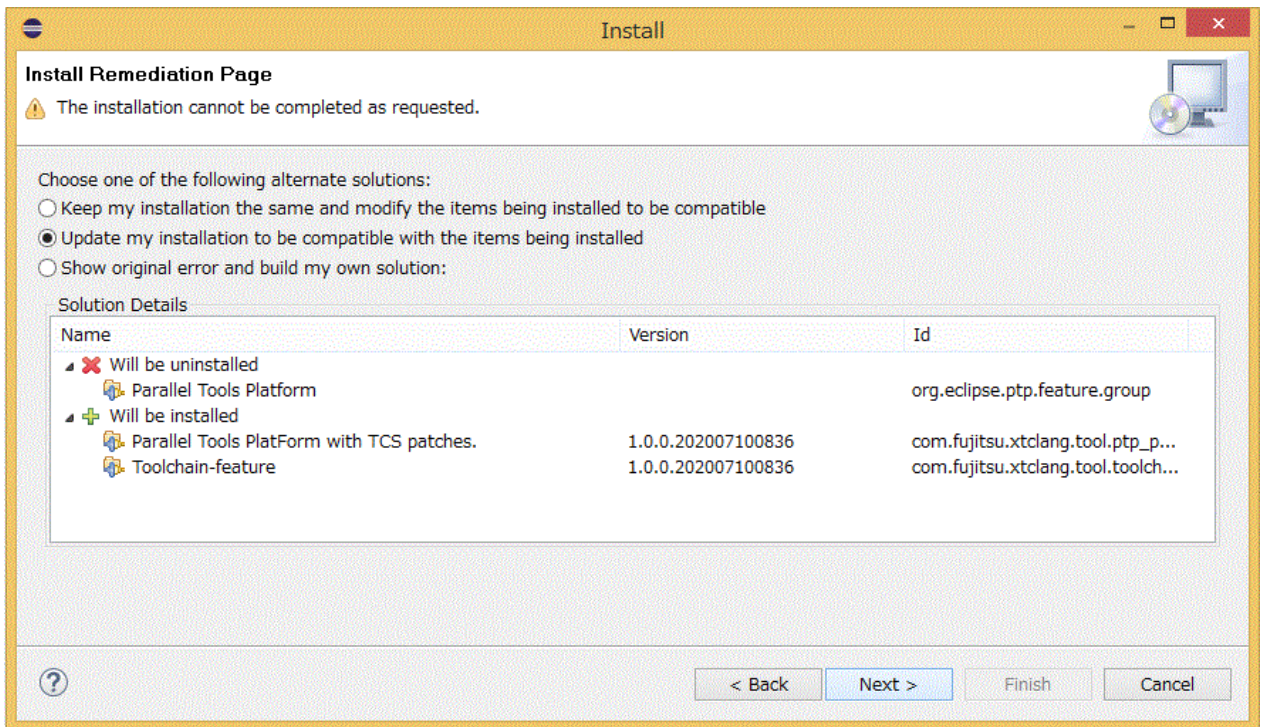 Install
Install Remediation Page
The installation cannot be completed as requested.
Choose one of the following alternate solutions:
Keep my installation the same and modify the items being installed to be compatible
Update my installation to be compatible with the items being installed
Show original error and build my own solution:
Solution Details
Name Version Id
Will be uninstalled
Parallel Tools Platform org.eclipse.ptp.feature.group
Will be installed
Parallel Tools PlatForm with TCS patches. 1.0.0.202007100836 com.fujitsu.xtclang.tool.ptp_p...
Toolchain-feature 1.0.0.202007100836 com.fujitsu.xtclang.tool.toolch...
? < Back Next > Finish Cancel